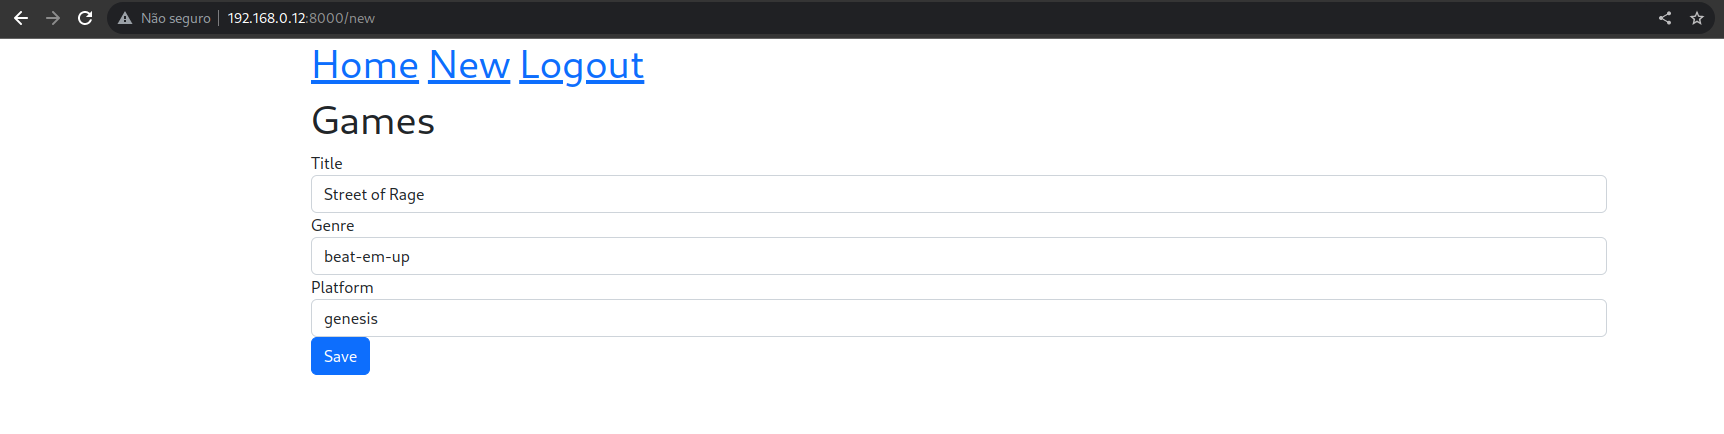 Não seguro 192.168.0.12:8000/new
Home New Logout
Games
Title
Street of Rage
Genre
beat-em-up
Platform
genesis
Save